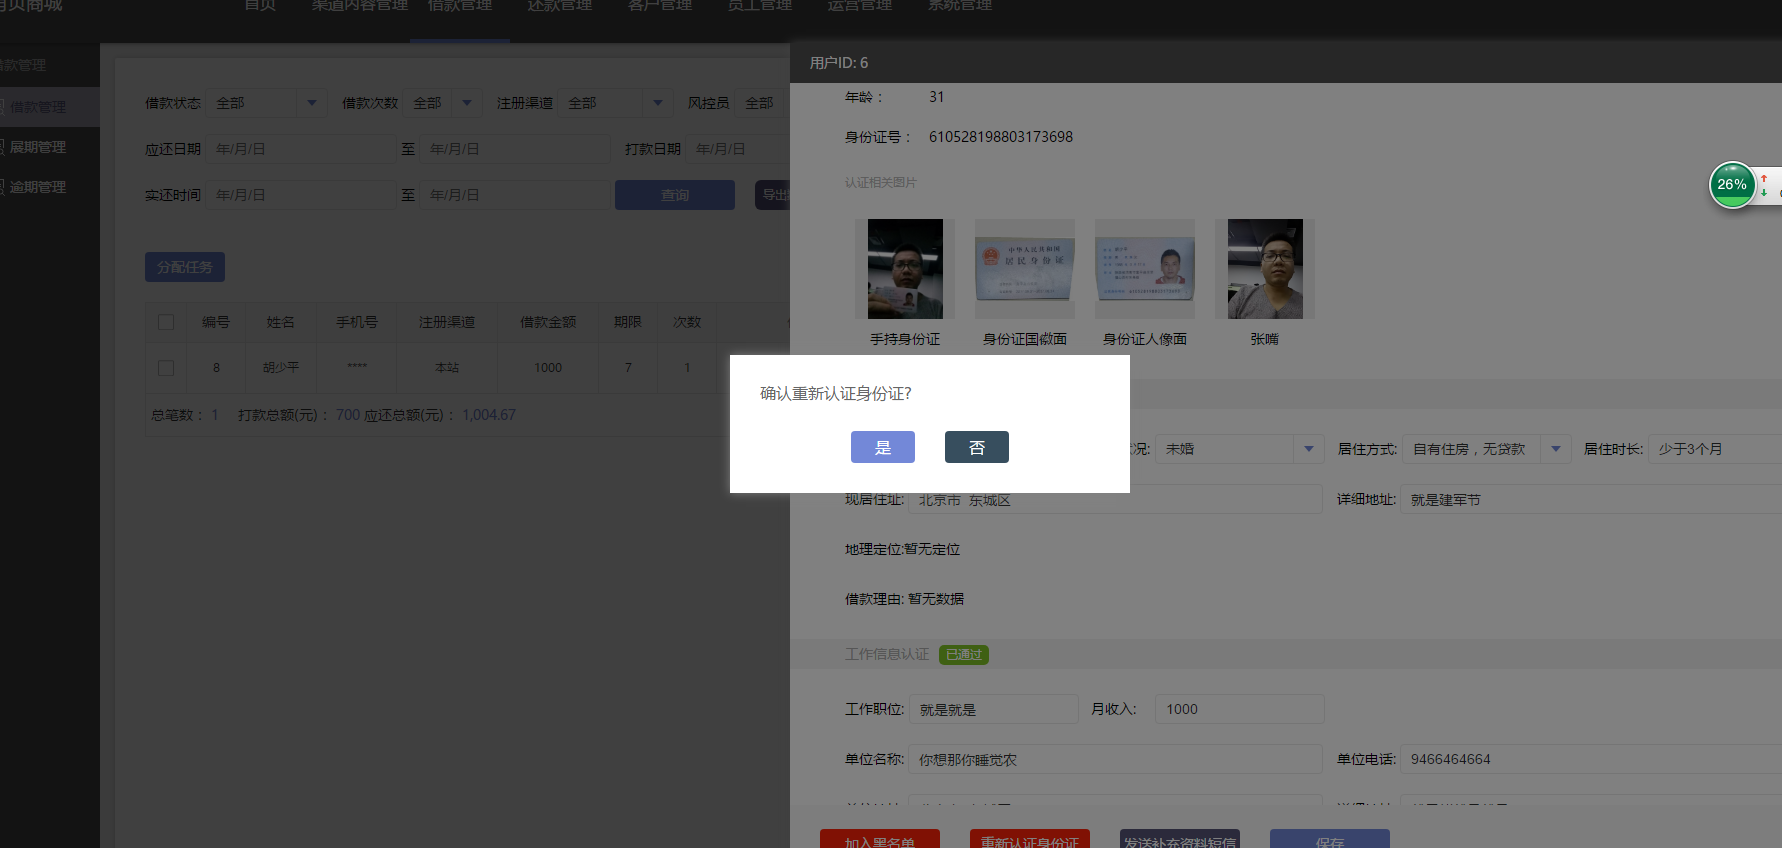 月页商城
首页 渠道内容管理 借款管理 还款管理 客户管理 员工管理 运营管理 系统管理
借款管理
借款管理
展期管理
逾期管理
借款状态 全部 借款次数 全部 注册渠道 全部 风控员 全部
应还日期 年/月/日 至 年/月/日 打款日期 年/月/日
实还时间 年/月/日 至 年/月/日 查询 导出
分配任务
编号 姓名 手机号 注册渠道 借款金额 期限 次数
8 胡少平 **** 本站 1000 7 1
总笔数： 1 打款总额(元)： 700 应还总额(元)： 1,004.67
用户ID: 6
年龄： 31
身份证号： 610528198803173698
认证相关图片
中华人民共和国
居民身份证
手持身份证 身份证国徽面 身份证人像面 张嘴
26%
确认重新认证身份证?
是 否
况: 未婚 居住方式: 自有住房，无贷款 居住时长: 少于3个月
现居住址: 北京市 东城区 详细地址: 就是建军节
地理定位:暂无定位
借款理由: 暂无数据
工作信息认证 已通过
工作职位: 就是就是 月收入: 1000
单位名称: 你想那你睡觉农 单位电话: 9466464664
加入黑名单 重新认证身份证 发送补充资料短信 保存